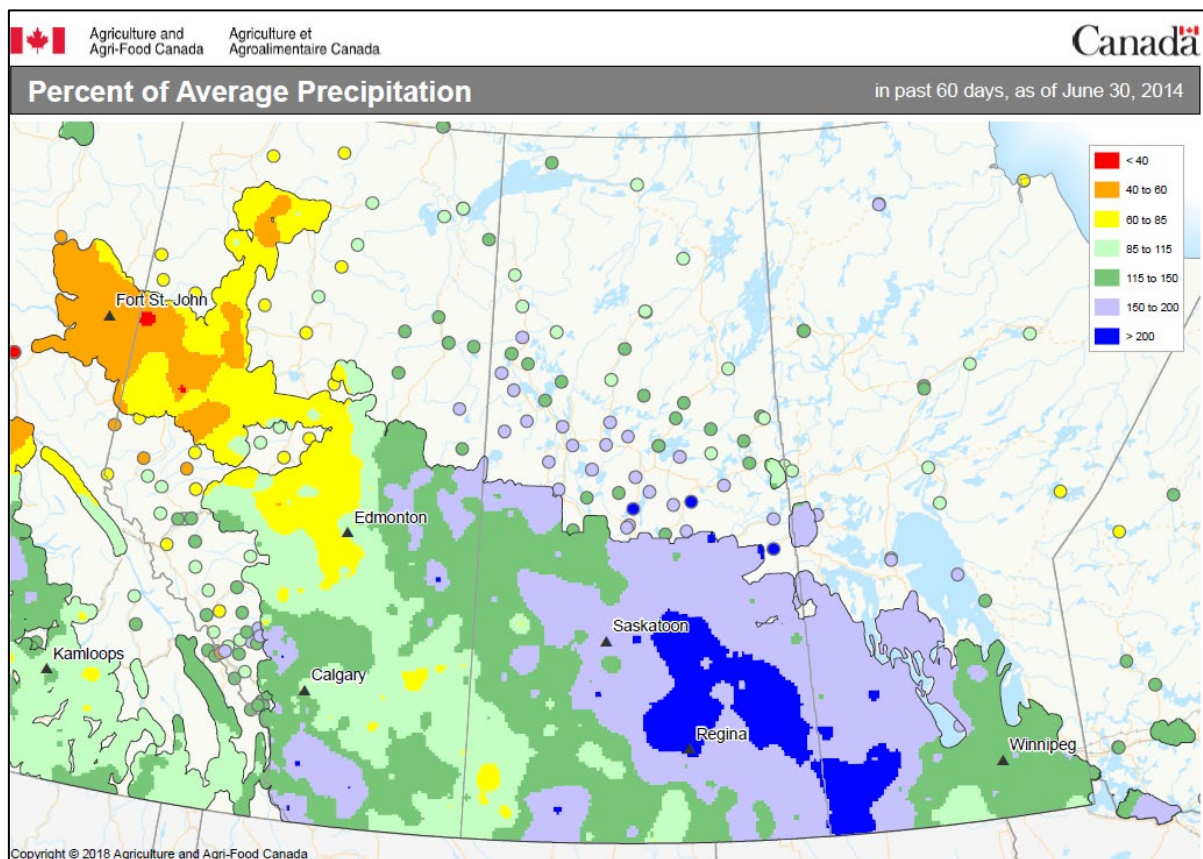 Agriculture and
Agri-Food Canada
Agriculture et
Agroalimentaire Canada
Canada
Percent of Average Precipitation
in past 60 days, as of June 30, 2014
< 40
40 to 60
60 to 85
85 to 115
115 to 150
150 to 200
> 200
Fort St. John
Edmonton
Saskatoon
Kamloops
Calgary
Regina
Winnipeg
Copyright © 2018 Agriculture and Agri-Food Canada